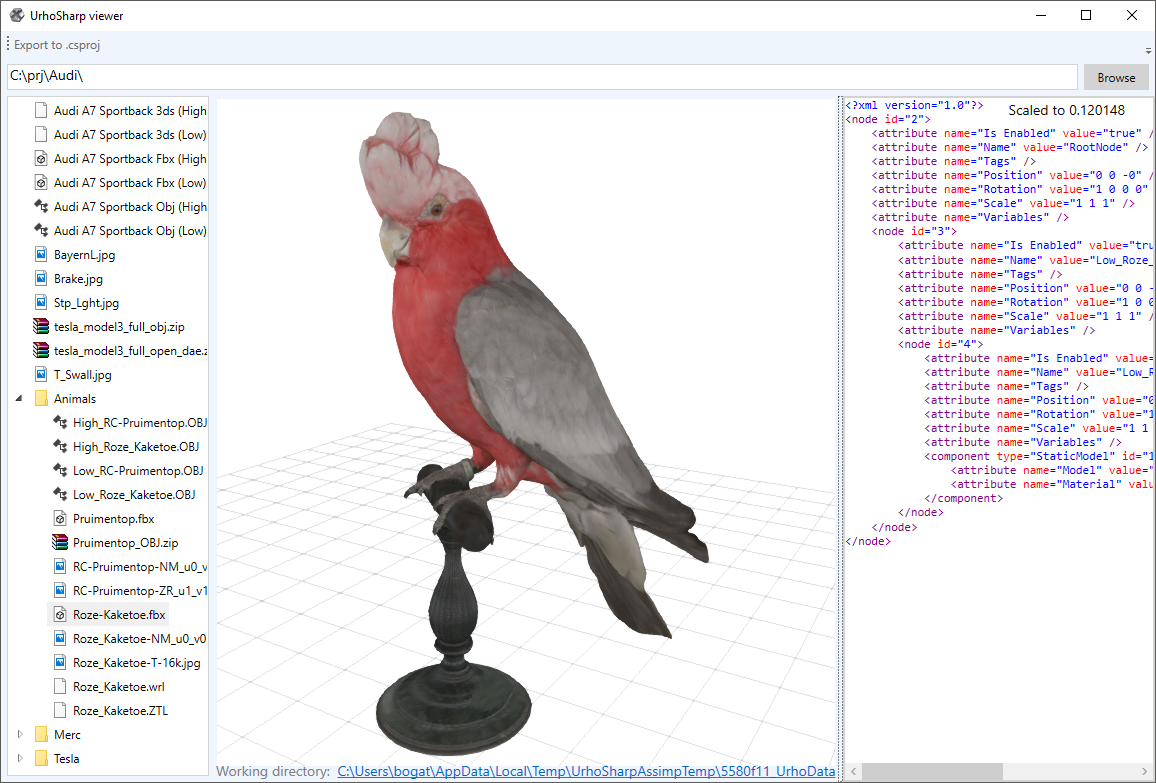 UrhoSharp viewer
Export to .csproj
C:\prj\Audi\
Browse
Audi A7 Sportback 3ds (High
Audi A7 Sportback 3ds (Low)
Audi A7 Sportback Fbx (High
Audi A7 Sportback Fbx (Low)
Audi A7 Sportback Obj (High
Audi A7 Sportback Obj (Low)
BayernL.jpg
Brake.jpg
Stp_Lght.jpg
tesla_model3_full_obj.zip
tesla_model3_full_open_dae.z
T_Swall.jpg
Animals
High_RC-Pruimentop.OBJ
High_Roze_Kaketoe.OBJ
Low_RC-Pruimentop.OBJ
Low_Roze_Kaketoe.OBJ
Pruimentop.fbx
Pruimentop_OBJ.zip
RC-Pruimentop-NM_u0_v
RC-Pruimentop-ZR_u1_v1
Roze-Kaketoe.fbx
Roze_Kaketoe-NM_u0_v0
Roze_Kaketoe-T-16k.jpg
Roze_Kaketoe.wrl
Roze_Kaketoe.ZTL
Merc
Tesla
Working directory: C:\Users\bogat\AppData\Local\Temp\UrhoSharpAssimpTemp\5580f11_UrhoData
Scaled to 0.120148
<?xml version="1.0"?>
<node id="2">
<attribute name="Is Enabled" value="true" /
<attribute name="Name" value="RootNode" />
<attribute name="Tags" />
<attribute name="Position" value="0 0 -0" /
<attribute name="Rotation" value="1 0 0 0"
<attribute name="Scale" value="1 1 1" />
<attribute name="Variables" />
<node id="3">
<attribute name="Is Enabled" value="tru
<attribute name="Name" value="Low_Roze_
<attribute name="Tags" />
<attribute name="Position" value="0 0 -
<attribute name="Rotation" value="1 0 0
<attribute name="Scale" value="1 1 1" /
<attribute name="Variables" />
<node id="4">
<attribute name="Is Enabled" value=
<attribute name="Name" value="Low_R
<attribute name="Tags" />
<attribute name="Position" value="0
<attribute name="Rotation" value="1
<attribute name="Scale" value="1 1
<attribute name="Variables" />
<component type="StaticModel" id="1
<attribute name="Model" value="
<attribute name="Material" valu
</component>
</node>
</node>
</node>